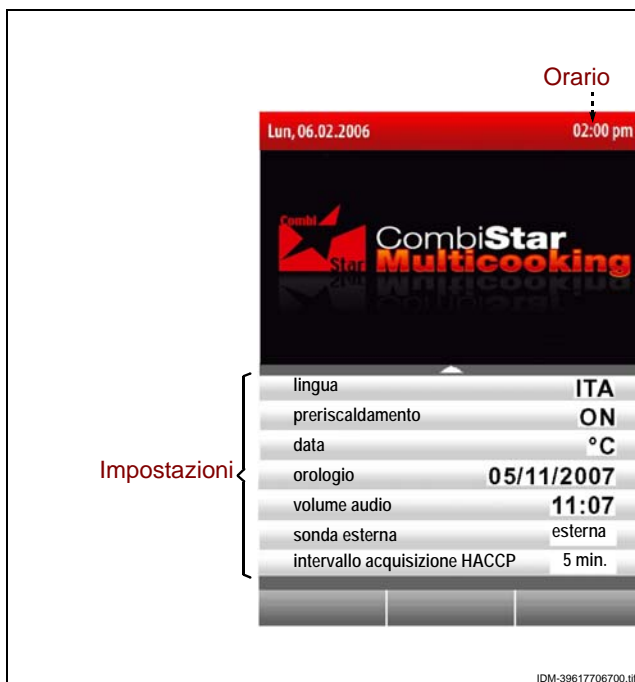 Orario
Lun, 06.02.2006 02:00 pm
Combi
Star
CombiStar
Multicooking
lingua ITA
preriscaldamento ON
data °C
Impostazioni
orologio 05/11/2007
volume audio 11:07
sonda esterna esterna
intervallo acquisizione HACCP 5 min.
IDM-39617706700.tif